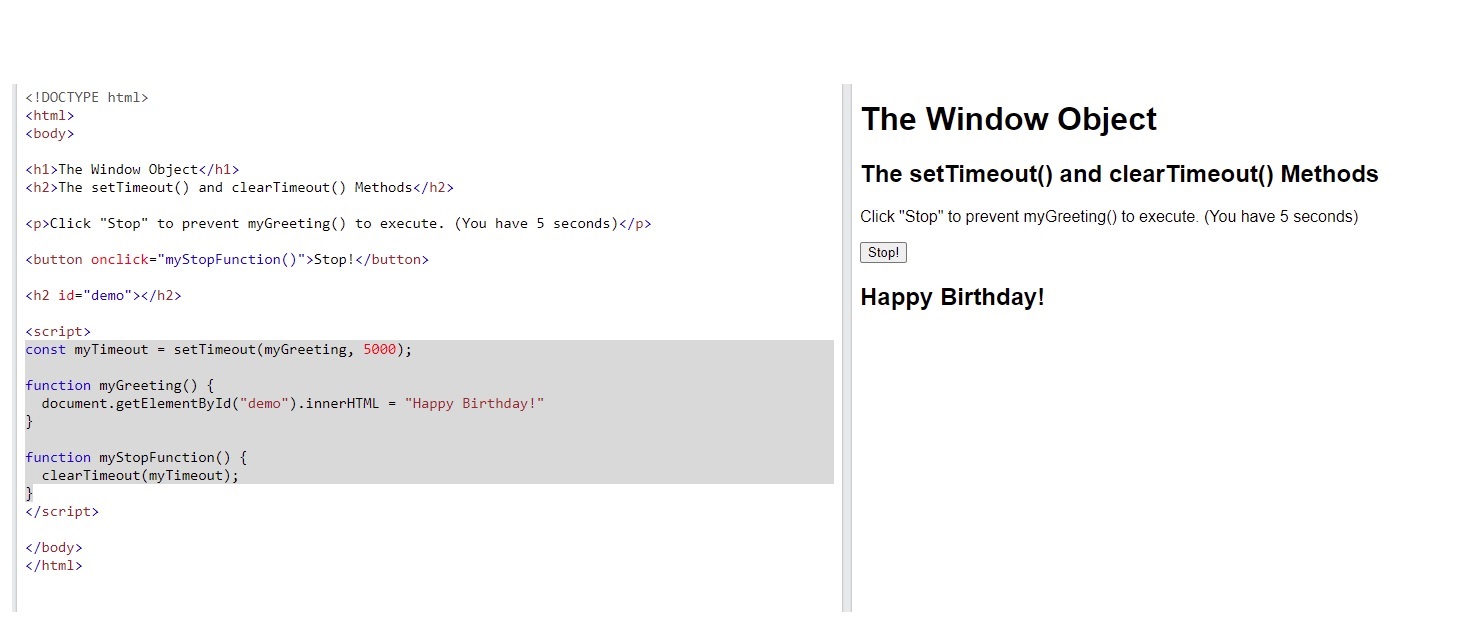 <!DOCTYPE html>
<html>
<body>
<h1>The Window Object</h1>
<h2>The setTimeout() and clearTimeout() Methods</h2>
<p>Click "Stop" to prevent myGreeting() to execute. (You have 5 seconds)</p>
<button onclick="myStopFunction()">Stop!</button>
<h2 id="demo"></h2>
<script>
const myTimeout = setTimeout(myGreeting, 5000);
function myGreeting() {
  document.getElementById("demo").innerHTML = "Happy Birthday!"
}
function myStopFunction() {
  clearTimeout(myTimeout);
}
</script>
</body>
</html>
The Window Object
The setTimeout() and clearTimeout() Methods
Click "Stop" to prevent myGreeting() to execute. (You have 5 seconds)
Stop!
Happy Birthday!